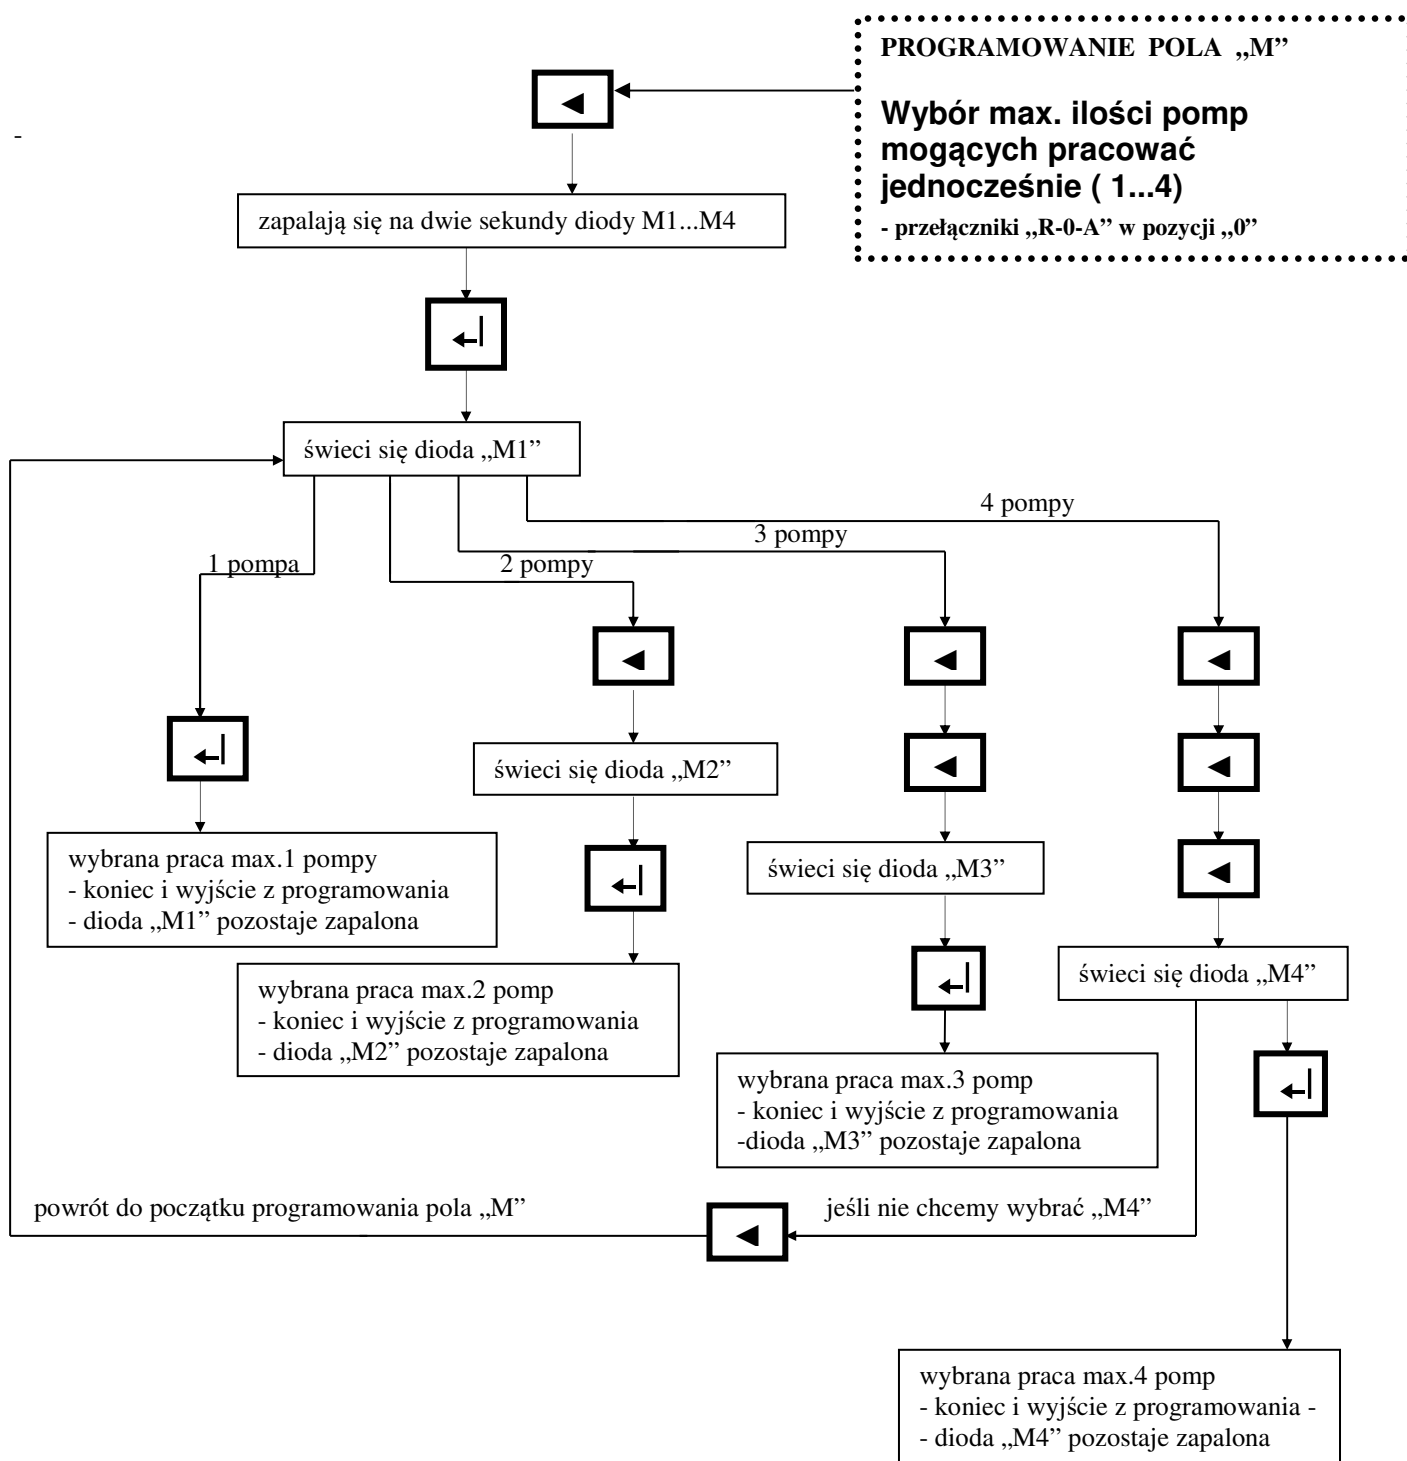 PROGRAMOWANIE POLA „M”
Wybór max. ilości pomp
mogących pracować
jednocześnie ( 1...4)
- przełączniki „R-0-A” w pozycji „0”
-
zapalają się na dwie sekundy diody M1...M4
świeci się dioda „M1”
4 pompy
3 pompy
1 pompa
2 pompy
świeci się dioda „M2”
wybrana praca max.1 pompy
- koniec i wyjście z programowania
- dioda „M1” pozostaje zapalona
świeci się dioda „M3”
świeci się dioda „M4”
wybrana praca max.2 pomp
- koniec i wyjście z programowania
- dioda „M2” pozostaje zapalona
wybrana praca max.3 pomp
- koniec i wyjście z programowania
-dioda „M3” pozostaje zapalona
powrót do początku programowania pola „M”
jeśli nie chcemy wybrać „M4”
wybrana praca max.4 pomp
- koniec i wyjście z programowania -
- dioda „M4” pozostaje zapalona